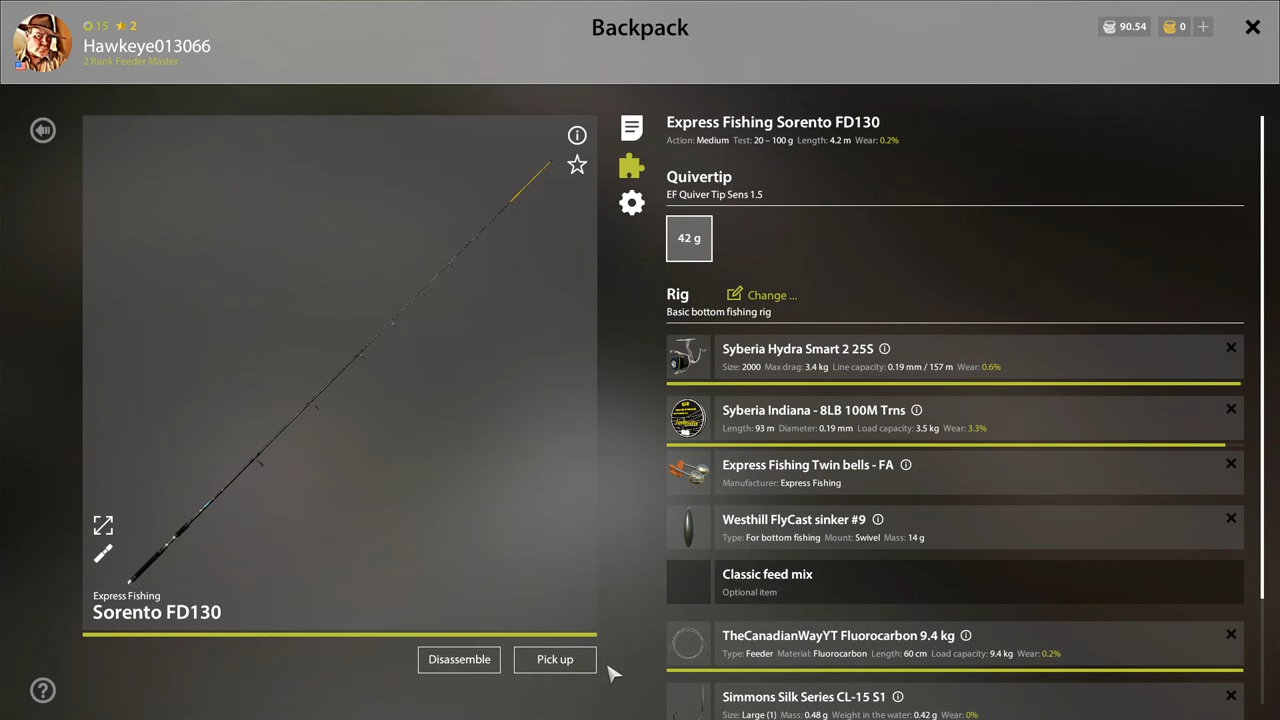 15 2
Backpack
90.54 0
Hawkeye013066
2 Rank Feeder Master
Express Fishing Sorento FD130
Action: Medium Test: 20 – 100 g Length: 4.2 m Wear: 0.2%
Quivertip
EF Quiver Tip Sens 1.5
42 g
Rig Change ...
Basic bottom fishing rig
Syberia Hydra Smart 2 25S
Size: 2000 Max drag: 3.4 kg Line capacity: 0.19 mm / 157 m Wear: 0.6%
Syberia Indiana - 8LB 100M Trns
Length: 93 m Diameter: 0.19 mm Load capacity: 3.5 kg Wear: 3.3%
Express Fishing Twin bells - FA
Manufacturer: Express Fishing
Westhill FlyCast sinker #9
Type: For bottom fishing Mount: Swivel Mass: 14 g
Classic feed mix
Optional item
TheCanadianWayYT Fluorocarbon 9.4 kg
Type: Feeder Material: Fluorocarbon Length: 60 cm Load capacity: 9.4 kg Wear: 0.2%
Simmons Silk Series CL-15 S1
Size: Large (1) Mass: 0.48 g Weight in the water: 0.42 g Wear: 0%
Express Fishing
Sorento FD130
Disassemble
Pick up